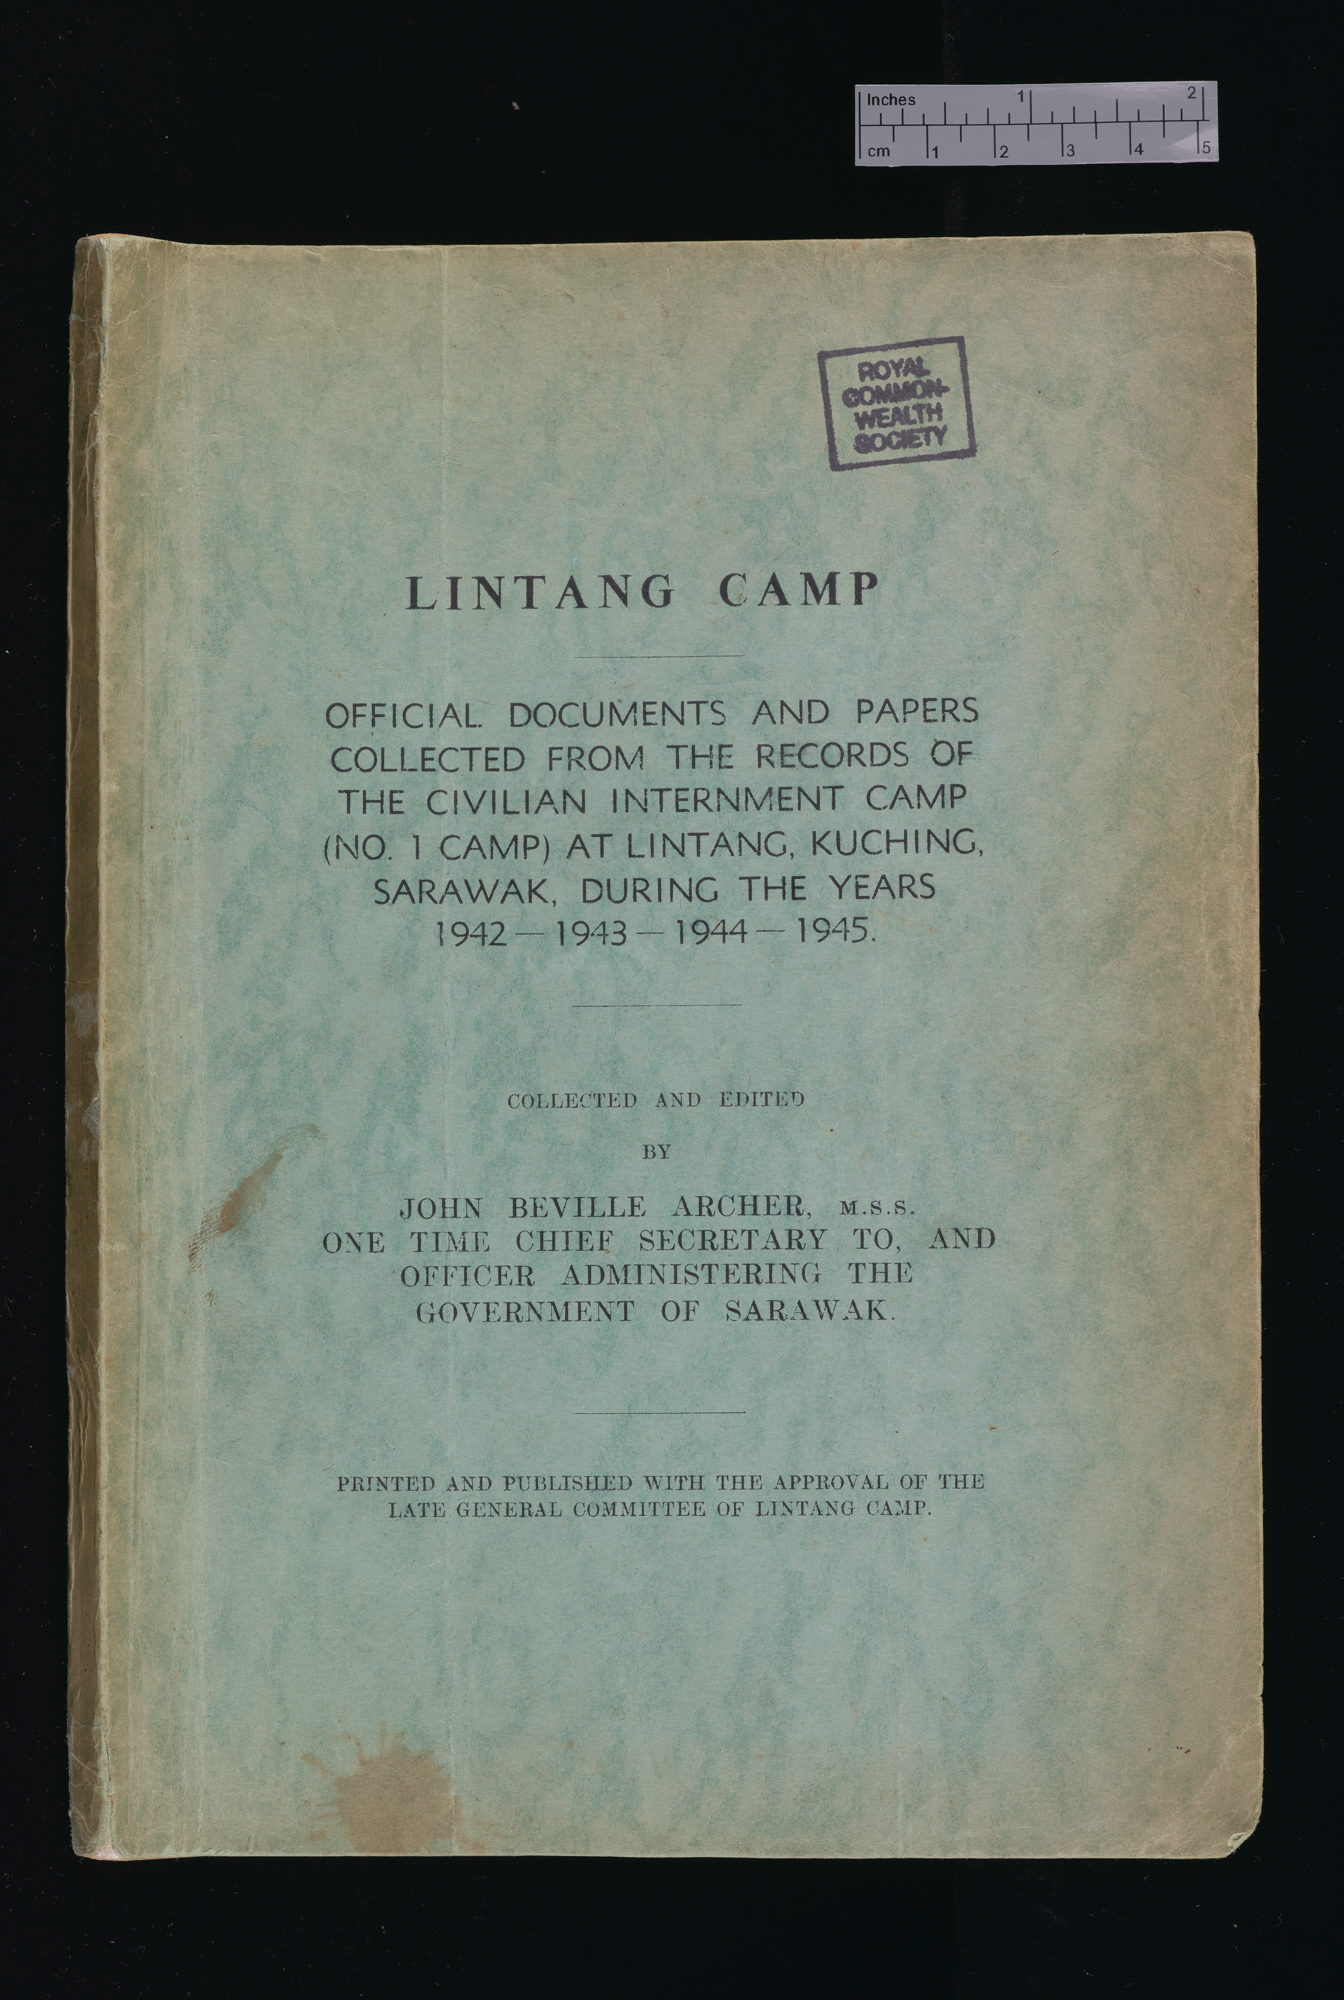 Inches 1 2
cm 1 2 3 4 5
ROYAL
COMMON-
WEALTH
SOCIETY
LINTANG CAMP
OFFICIAL DOCUMENTS AND PAPERS
COLLECTED FROM THE RECORDS OF
THE CIVILIAN INTERNMENT CAMP
(NO. 1 CAMP) AT LINTANG, KUCHING,
SARAWAK, DURING THE YEARS
1942 — 1943 — 1944 — 1945.
COLLECTED AND EDITED
BY
JOHN BEVILLE ARCHER, M.S.S.
ONE TIME CHIEF SECRETARY TO, AND
OFFICER ADMINISTERING THE
GOVERNMENT OF SARAWAK.
PRINTED AND PUBLISHED WITH THE APPROVAL OF THE
LATE GENERAL COMMITTEE OF LINTANG CAMP.